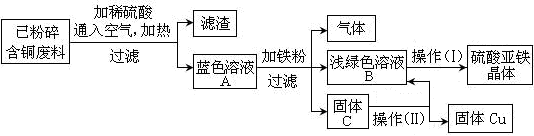 已粉碎
含铜废料
加稀硫酸
通入空气,加热
过滤
滤渣
蓝色溶液
A
加铁粉
过滤
气体
浅绿色溶液
B
操作(I)
硫酸亚铁
晶体
固体
C
操作(II)
固体 Cu